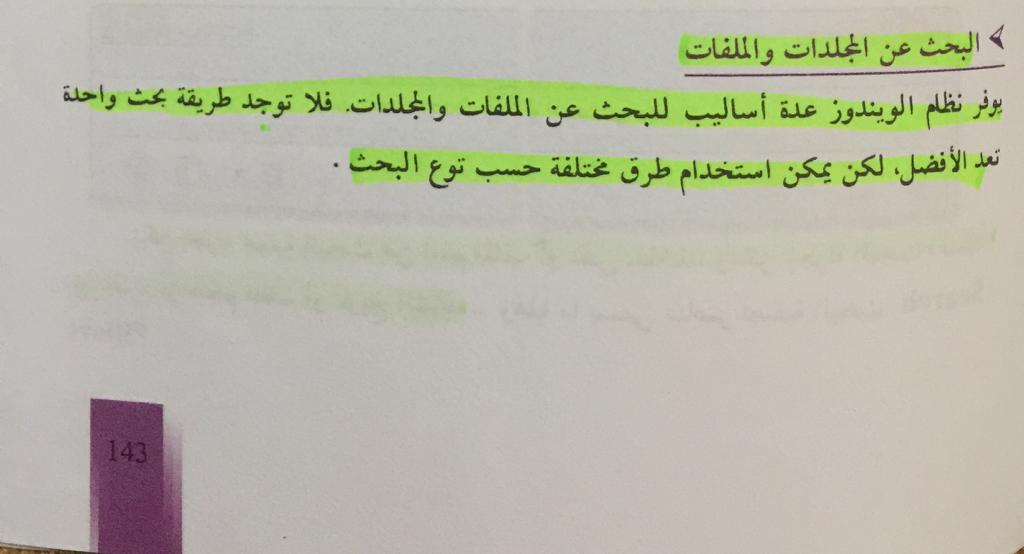 البحث عن المجلدات والملفات
يوفر نظلم الويندوز عدة أساليب للبحث عن الملفات والمجلدات. فلا توجد طريقة بحث واحدة
تعد الأفضل، لكن يمكن استخدام طرق مختلفة حسب توع البحث .
143